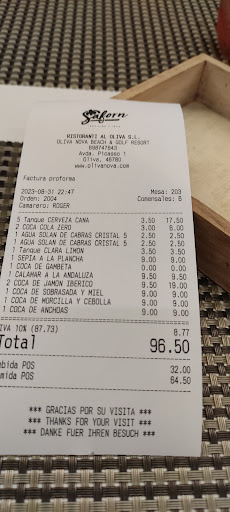 Saforn
RISTORANTI AL OLIVA S.L.
OLIVA NOVA BEACH & GOLF RESORT
B98747643
Avda. Picasso 1
Oliva, 46780
www.olivanova.com
Factura proforma
2023-08-31 22:47 Mesa: 203
Orden: 2004 Comensales: 8
Camarero: ROGER
5 Tanque CERVEZA CANA 3.50 17.50
2 COCA COLA ZERO 3.00 6.00
1 AGUA SOLAN DE CABRAS CRISTAL 5 2.50 2.50
1 AGUA SOLAN DE CABRAS CRISTAL 5 2.50 2.50
1 Tanque CLARA LIMON 3.50 3.50
1 SEPIA A LA PLANCHA 9.00 9.00
1 COCA DE GAMBETA 0.00 0.00
1 CALAMAR A LA ANDALUZA 9.50 9.50
2 COCA DE JAMON IBERICO 9.50 19.00
1 COCA DE SOBRASADA Y MIEL 9.00 9.00
1 COCA DE MORCILLA Y CEBOLLA 9.00 9.00
1 COCA DE ANCHOAS 9.00 9.00
IVA 10% (87.73) 8.77
Total 96.50
bida POS 32.00
mida POS 64.50
*** GRACIAS POR SU VISITA ***
*** THANKS FOR YOUR VISIT ***
*** DANKE FUER IHREN BESUCH ***